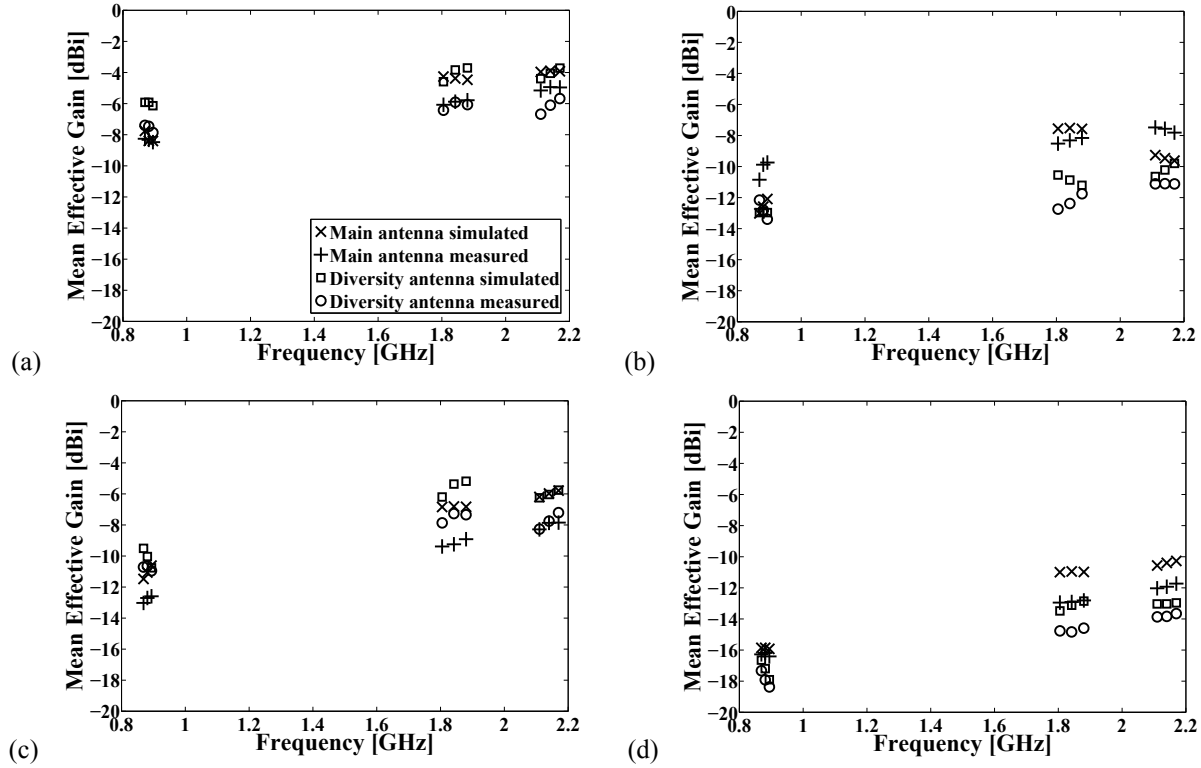 0
−2
−4
−6
−8
−10
−12
−14
−16
−18
−20
0.8 1 1.2 1.4 1.6 1.8 2 2.2
Mean Effective Gain [dBi]
Frequency [GHz]
Main antenna simulated
Main antenna measured
Diversity antenna simulated
Diversity antenna measured
(a)
0
−2
−4
−6
−8
−10
−12
−14
−16
−18
−20
0.8 1 1.2 1.4 1.6 1.8 2 2.2
Mean Effective Gain [dBi]
Frequency [GHz]
(b)
0
−2
−4
−6
−8
−10
−12
−14
−16
−18
−20
0.8 1 1.2 1.4 1.6 1.8 2 2.2
Mean Effective Gain [dBi]
Frequency [GHz]
(c)
0
−2
−4
−6
−8
−10
−12
−14
−16
−18
−20
0.8 1 1.2 1.4 1.6 1.8 2 2.2
Mean Effective Gain [dBi]
Frequency [GHz]
(d)